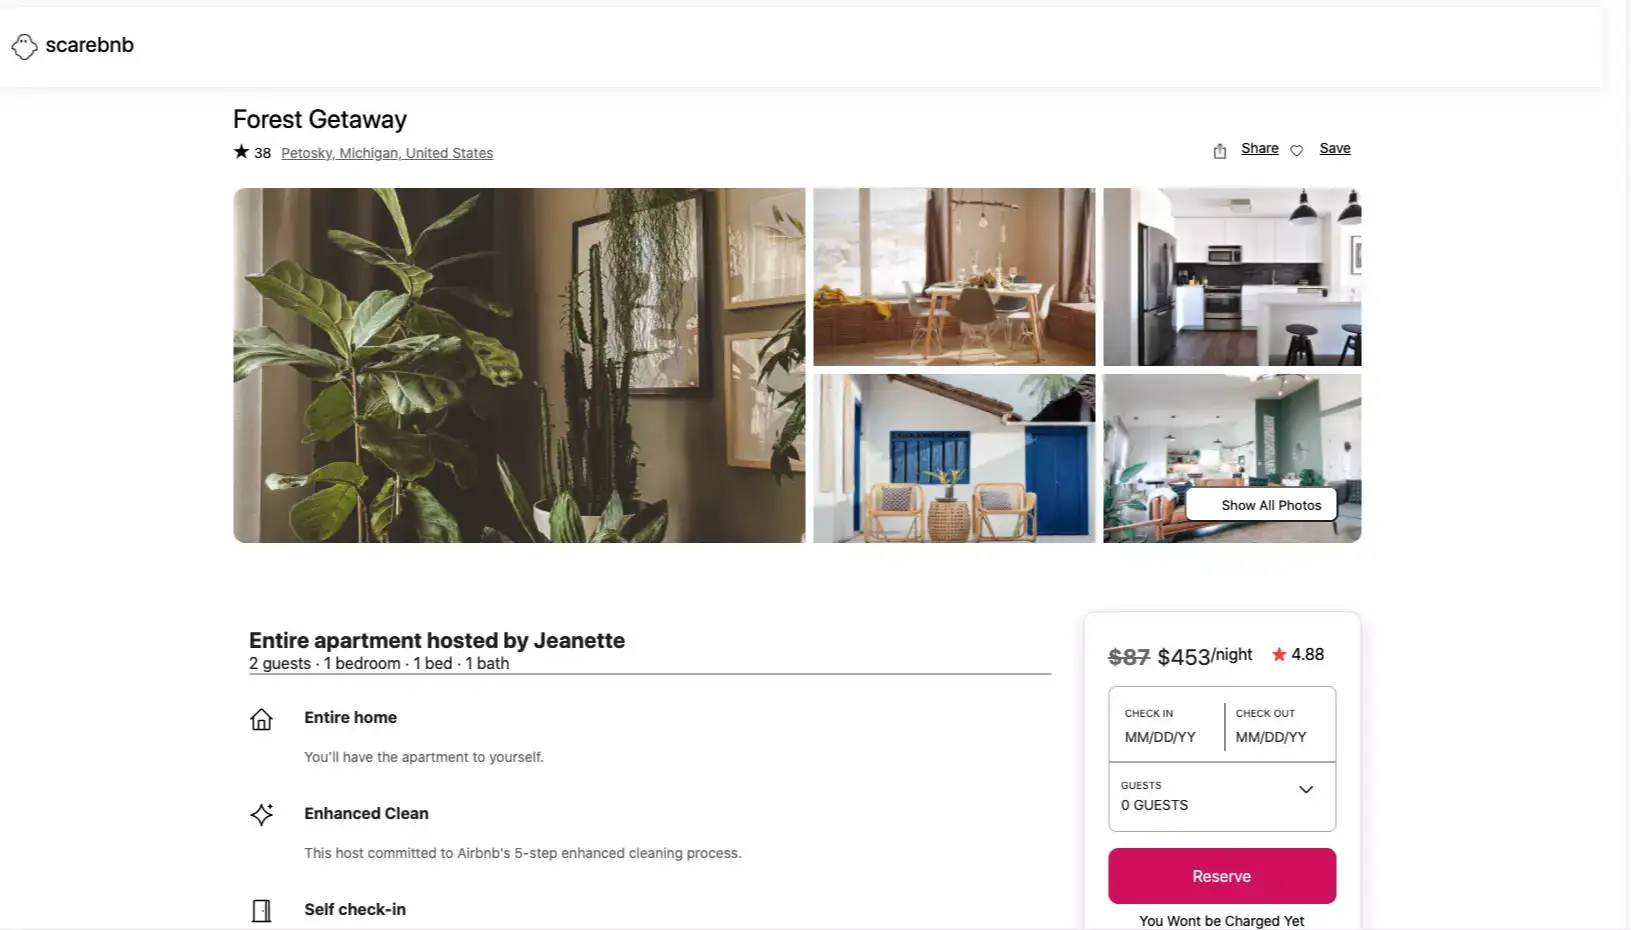 scarebnb
Forest Getaway
★ 38 Petosky, Michigan, United States
Share Save
Show All Photos
Entire apartment hosted by Jeanette
2 guests · 1 bedroom · 1 bed · 1 bath
Entire home
You'll have the apartment to yourself.
Enhanced Clean
This host committed to Airbnb's 5-step enhanced cleaning process.
Self check-in
$87 $453/night ★ 4.88
CHECK IN CHECK OUT
MM/DD/YY MM/DD/YY
GUESTS
0 GUESTS
Reserve
You Wont be Charged Yet